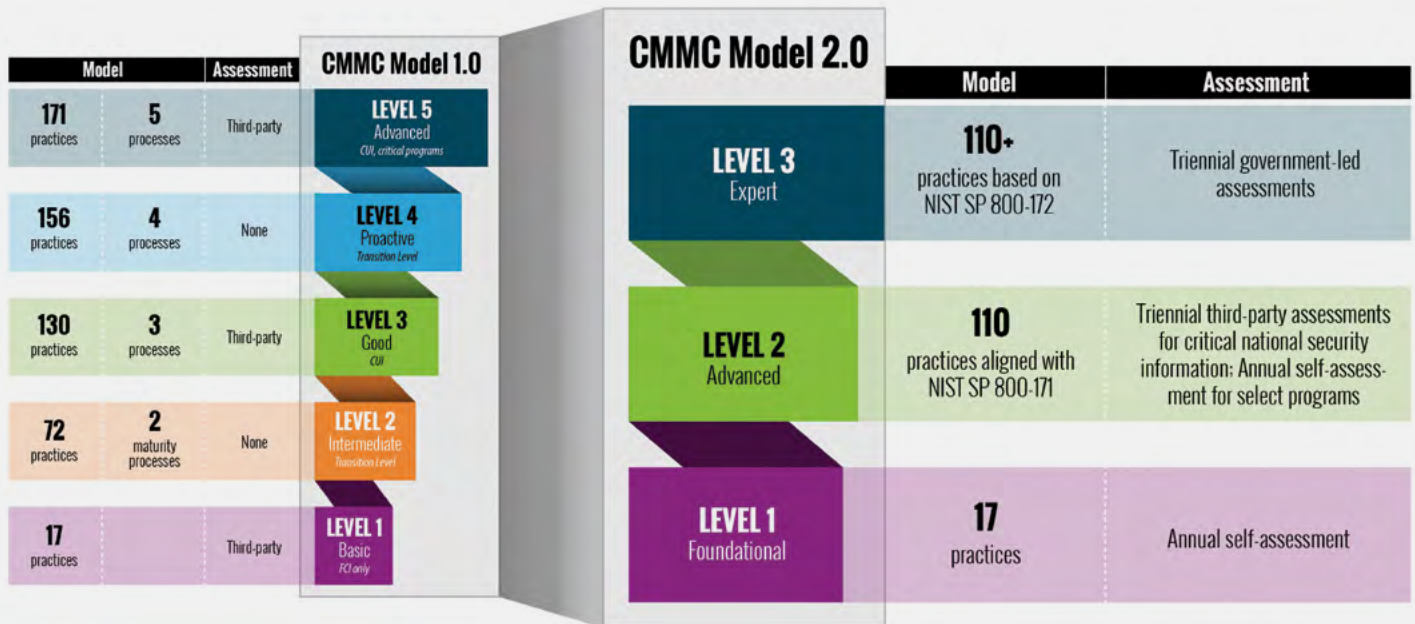 CMMC Model 1.0
Model Assessment
171
practices
5
processes
Third-party
LEVEL 5
Advanced
CUI, critical programs
156
practices
4
processes
None
LEVEL 4
Proactive
Transition Level
130
practices
3
processes
Third-party
LEVEL 3
Good
CUI
72
practices
2
maturity
processes
None
LEVEL 2
Intermediate
Transition Level
17
practices
Third-party
LEVEL 1
Basic
FCI only
CMMC Model 2.0
Model Assessment
LEVEL 3
Expert
110+
practices based on
NIST SP 800-172
Triennial government-led
assessments
LEVEL 2
Advanced
110
practices aligned with
NIST SP 800-171
Triennial third-party assessments
for critical national security
information; Annual self-assess-
ment for select programs
LEVEL 1
Foundational
17
practices
Annual self-assessment